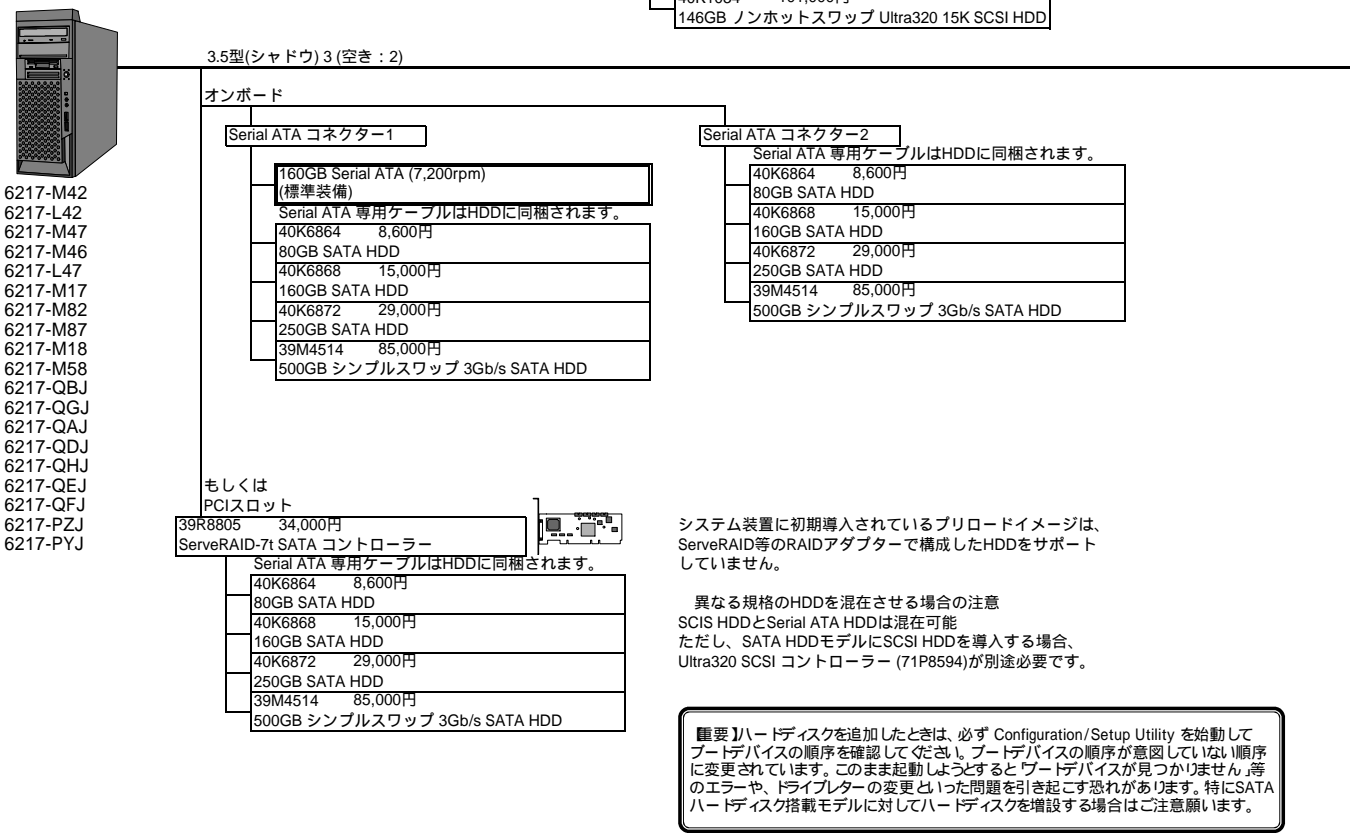 146GB ノンホットスワップ Ultra320 15K SCSI HDD
3.5型(シャドウ) 3 (空き : 2)
オンボード
Serial ATA コネクター1
160GB Serial ATA (7,200rpm)
(標準装備)
Serial ATA 専用ケーブルはHDDに同梱されます。
40K6864 8,600円
80GB SATA HDD
40K6868 15,000円
160GB SATA HDD
40K6872 29,000円
250GB SATA HDD
39M4514 85,000円
500GB シンプルスワップ 3Gb/s SATA HDD
Serial ATA コネクター2
Serial ATA 専用ケーブルはHDDに同梱されます。
40K6864 8,600円
80GB SATA HDD
40K6868 15,000円
160GB SATA HDD
40K6872 29,000円
250GB SATA HDD
39M4514 85,000円
500GB シンプルスワップ 3Gb/s SATA HDD
6217-M42
6217-L42
6217-M47
6217-M46
6217-L47
6217-M17
6217-M82
6217-M87
6217-M18
6217-M58
6217-QBJ
6217-QGJ
6217-QAJ
6217-QDJ
6217-QHJ
6217-QEJ
6217-QFJ
6217-PZJ
6217-PYJ
もしくは
PCIスロット
39R8805 34,000円
ServeRAID-7t SATA コントローラー
Serial ATA 専用ケーブルはHDDに同梱されます。
40K6864 8,600円
80GB SATA HDD
40K6868 15,000円
160GB SATA HDD
40K6872 29,000円
250GB SATA HDD
39M4514 85,000円
500GB シンプルスワップ 3Gb/s SATA HDD
システム装置に初期導入されているプリロードイメージは、
ServeRAID等のRAIDアダプターで構成したHDDをサポート
していません。
異なる規格のHDDを混在させる場合の注意
SCIS HDDとSerial ATA HDDは混在可能
ただし、SATA HDDモデルにSCSI HDDを導入する場合、
Ultra320 SCSI コントローラー (71P8594)が別途必要です。
【重要】ハードディスクを追加したときは、必ず Configuration/Setup Utility を始動して
ブートデバイスの順序を確認してください。ブートデバイスの順序が意図していない順序
に変更されています。このまま起動しようとすると「ブートデバイスが見つかりません」等
のエラーや、ドライブレターの変更といった問題を引き起こす恐れがあります。特にSATA
ハードディスク搭載モデルに対してハードディスクを増設する場合はご注意願います。